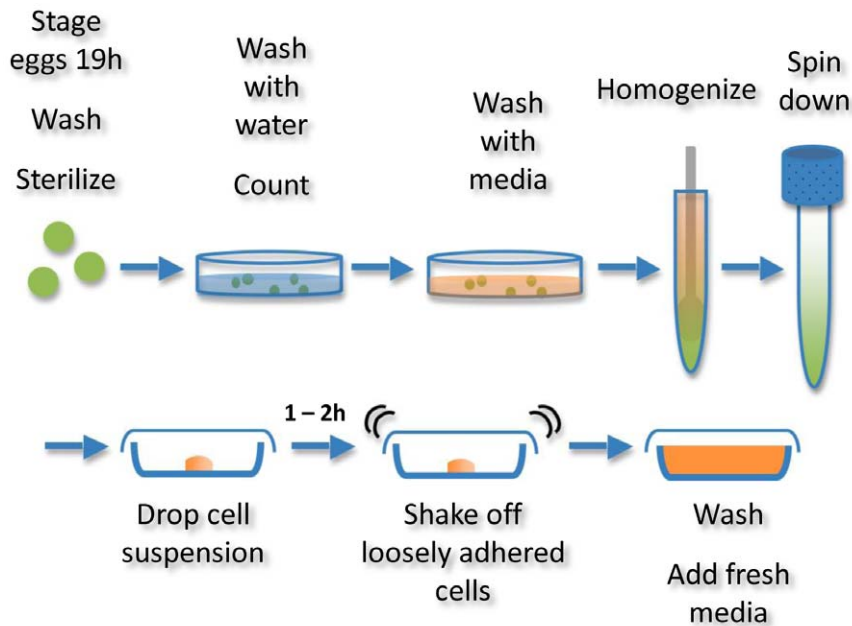 Stage
eggs 19h
Wash
Sterilize
Wash
with
water
Count
Wash
with
media
Homogenize
Spin
down
Drop cell
suspension
1 – 2h
Shake off
loosely adhered
cells
Wash
Add fresh
media